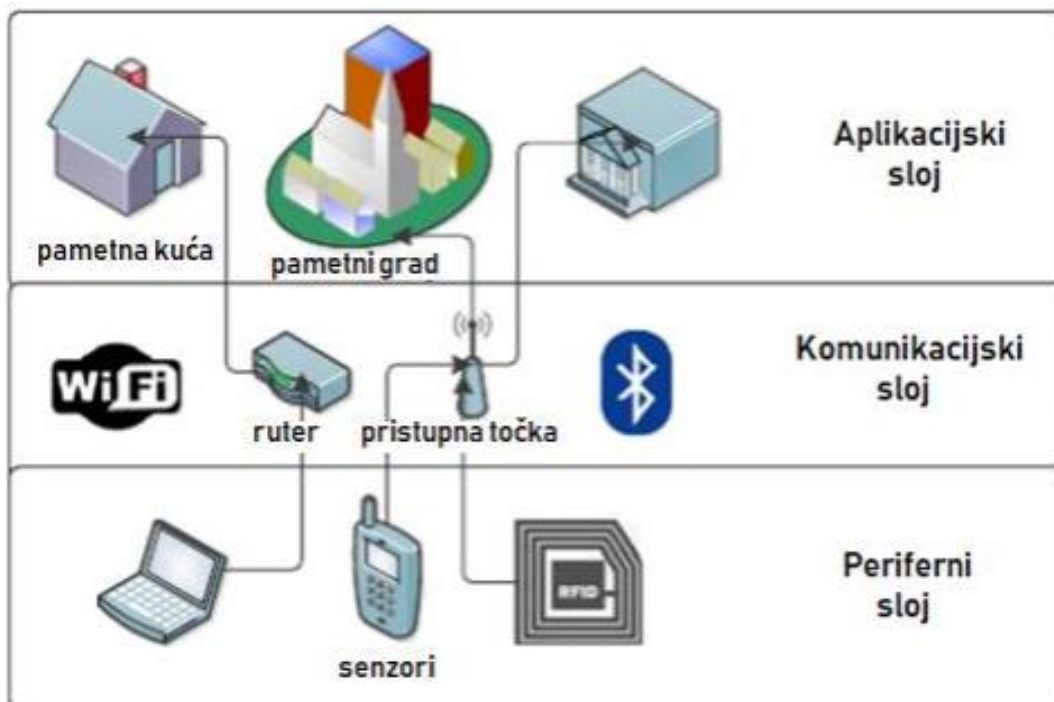 Aplikacijski
sloj
pametna kuća
pametni grad
WiFi
Komunikacijski
sloj
ruter
pristupna točka
RFID
Periferni
sloj
senzori